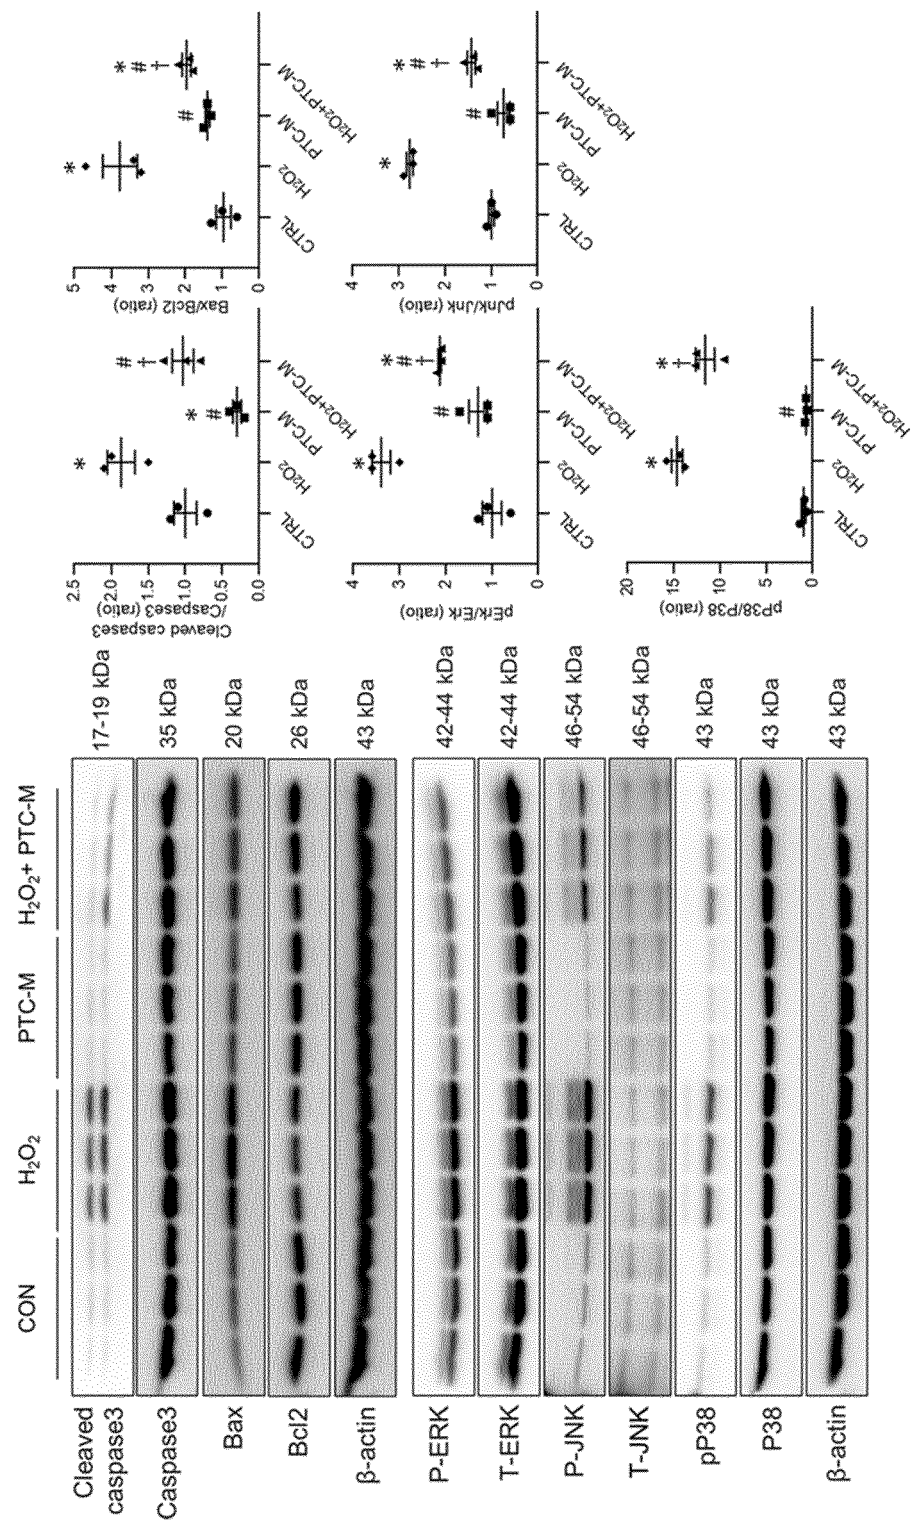 CON H₂O₂ PTC-M H₂O₂+ PTC-M
Cleaved
caspase3 17-19 kDa
Caspase3 35 kDa
Bax 20 kDa
Bcl2 26 kDa
β-actin 43 kDa
P-ERK 42-44 kDa
T-ERK 42-44 kDa
P-JNK 46-54 kDa
T-JNK 46-54 kDa
pP38 43 kDa
P38 43 kDa
β-actin 43 kDa
Cleaved caspase3
/Caspase3 (ratio)
2.5
2.0
1.5
1.0
0.5
0.0
* * # # †
CTRL H₂O₂ PTC-M H₂O₂+PTC-M
Bax/Bcl2 (ratio)
5
4
3
2
1
0
* # * # †
CTRL H₂O₂ PTC-M H₂O₂+PTC-M
pErk/Erk (ratio)
4
3
2
1
0
* # * # †
CTRL H₂O₂ PTC-M H₂O₂+PTC-M
pJnk/Jnk (ratio)
4
3
2
1
0
* # * # †
CTRL H₂O₂ PTC-M H₂O₂+PTC-M
pP38/P38 (ratio)
20
15
10
5
0
* # * †
CTRL H₂O₂ PTC-M H₂O₂+PTC-M